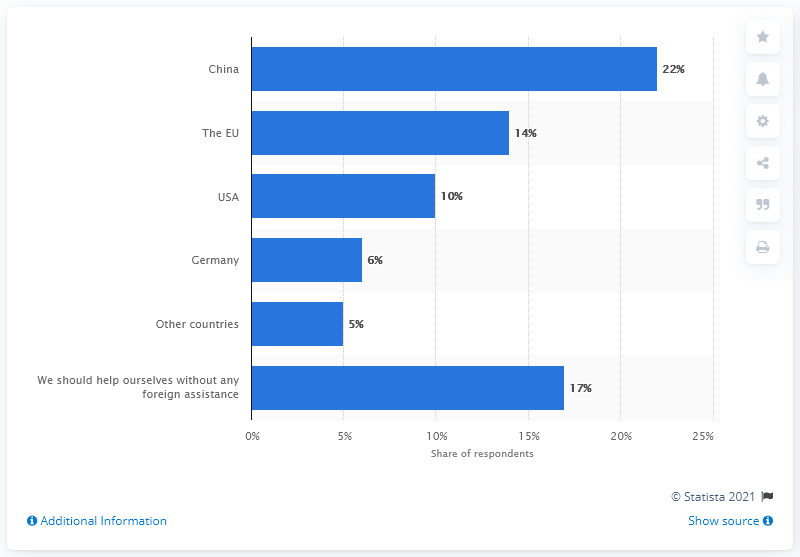 China
22%
The EU
14%
USA
10%
Germany
6%
Other countries
5%
We should help ourselves without any
foreign assistance
17%
0%
5%
10%
15%
20%
25%
Share of respondents
© Statista 2021
Additional Information
Show source